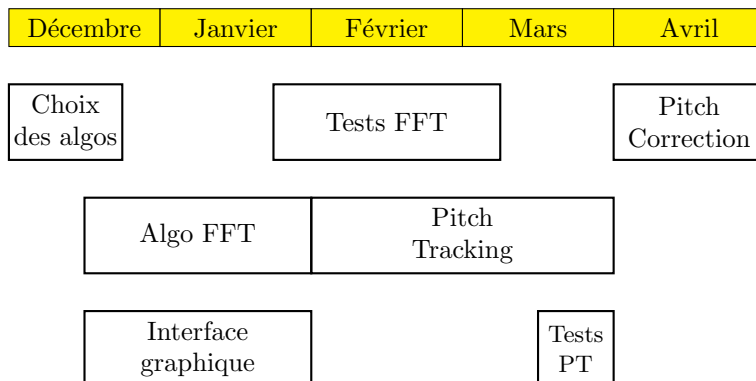 Décembre Janvier Février Mars Avril
Choix
des algos
Tests FFT
Pitch
Correction
Algo FFT
Pitch
Tracking
Interface
graphique
Tests
PT